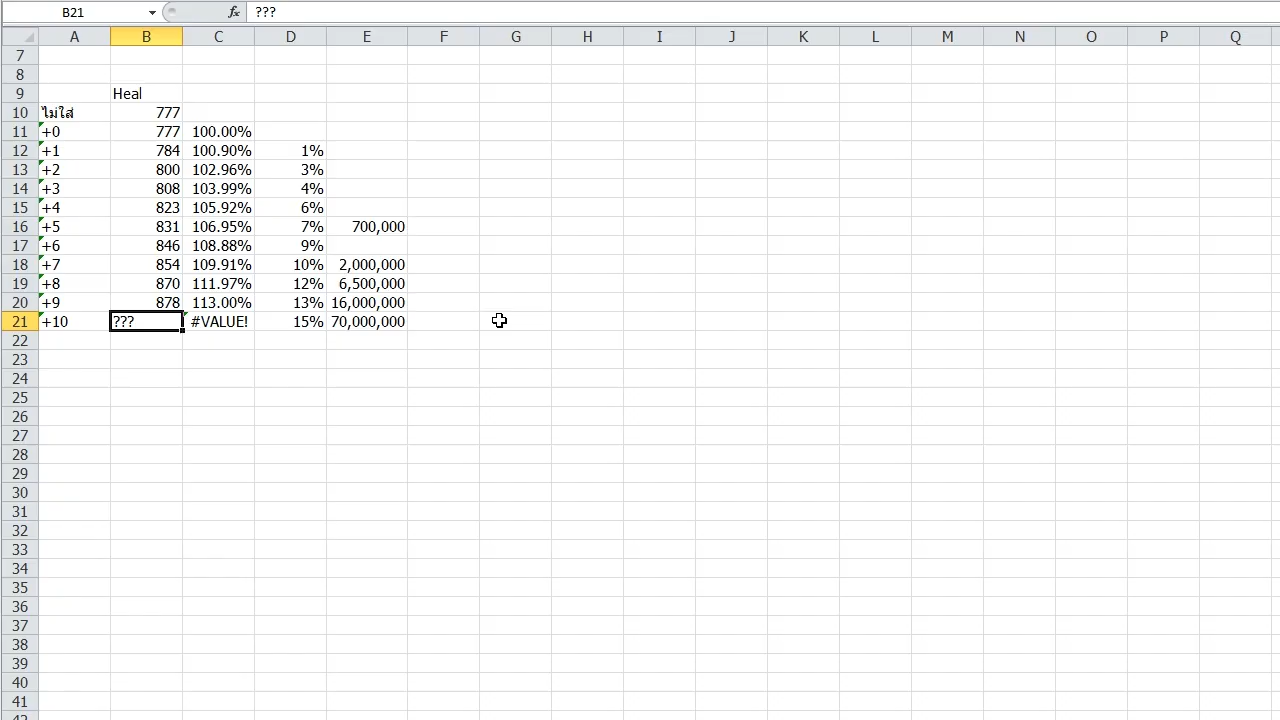 B21 fx ???
A B C D E F G H I J K L M N O P Q
7
8
9 Heal
10 ไม่ใส่ 777
11 +0 777 100.00%
12 +1 784 100.90% 1%
13 +2 800 102.96% 3%
14 +3 808 103.99% 4%
15 +4 823 105.92% 6%
16 +5 831 106.95% 7% 700,000
17 +6 846 108.88% 9%
18 +7 854 109.91% 10% 2,000,000
19 +8 870 111.97% 12% 6,500,000
20 +9 878 113.00% 13% 16,000,000
21 +10 ??? #VALUE! 15% 70,000,000
22
23
24
25
26
27
28
29
30
31
32
33
34
35
36
37
38
39
40
41
42